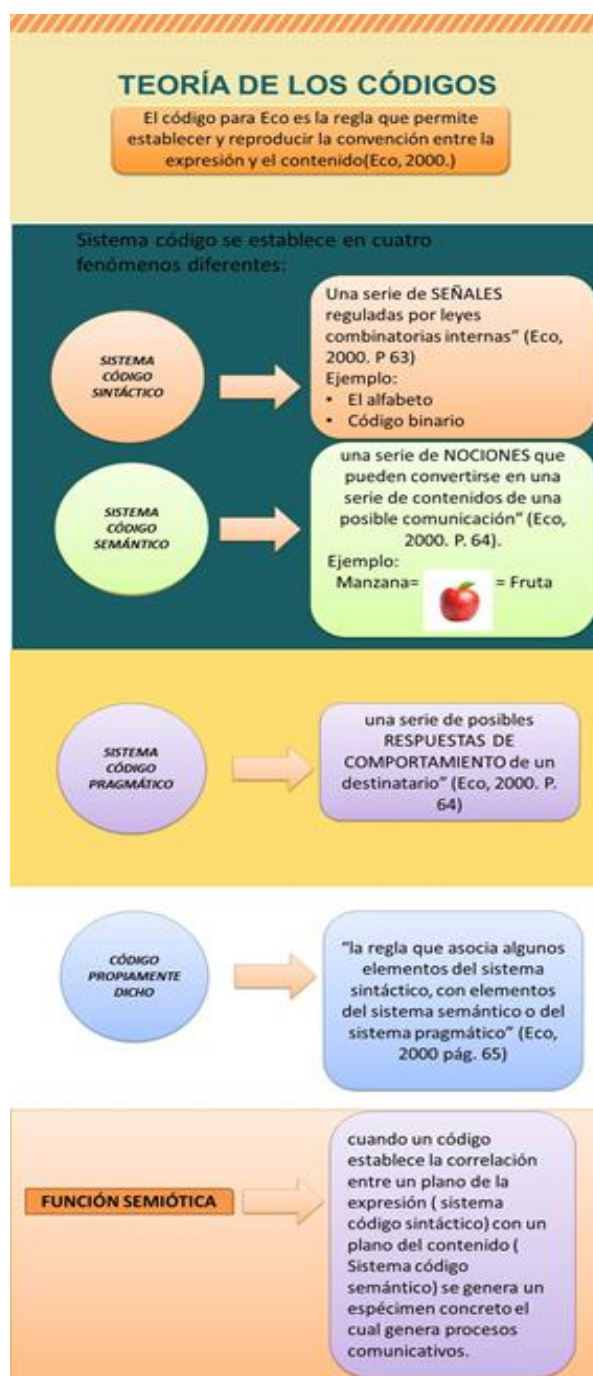 TEORÍA DE LOS CÓDIGOS
El código para Eco es la regla que permite
establecer y reproducir la convención entre la
expresión y el contenido(Eco, 2000.)
Sistema código se establece en cuatro
fenómenos diferentes:
SISTEMA
CÓDIGO
SINTÁCTICO
Una serie de SEÑALES
reguladas por leyes
combinatorias internas” (Eco,
2000. P 63)
Ejemplo:
• El alfabeto
• Código binario
SISTEMA
CÓDIGO
SEMÁNTICO
una serie de NOCIONES que
pueden convertirse en una
serie de contenidos de una
posible comunicación” (Eco,
2000. P. 64).
Ejemplo:
Manzana= = Fruta
SISTEMA
CÓDIGO
PRAGMÁTICO
una serie de posibles
RESPUESTAS DE
COMPORTAMIENTO de un
destinatario” (Eco, 2000. P.
64)
CÓDIGO
PROPIAMENTE
DICHO
“la regla que asocia algunos
elementos del sistema
sintáctico, con elementos
del sistema semántico o del
sistema pragmático” (Eco,
2000 pág. 65)
FUNCIÓN SEMIÓTICA
cuando un código
establece la correlación
entre un plano de la
expresión ( sistema
código sintáctico) con un
plano del contenido (
Sistema código
semántico) se genera un
espécimen concreto el
cual genera procesos
comunicativos.